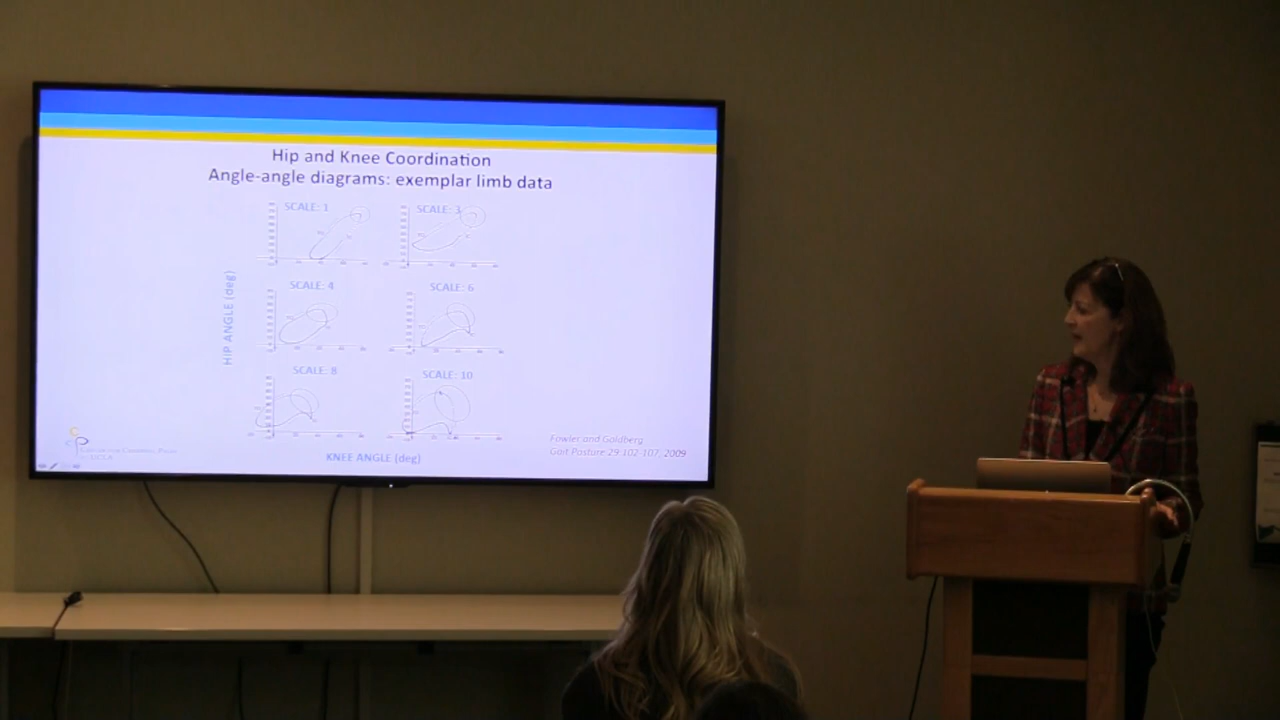 Hip and Knee Coordination
Angle-angle diagrams: exemplar limb data
SCALE: 1
SCALE: 3
SCALE: 4
SCALE: 6
SCALE: 8
SCALE: 10
HIP ANGLE (deg)
KNEE ANGLE (deg)
Fowler and Goldberg
Gait Posture 29:102-107, 2009
cp